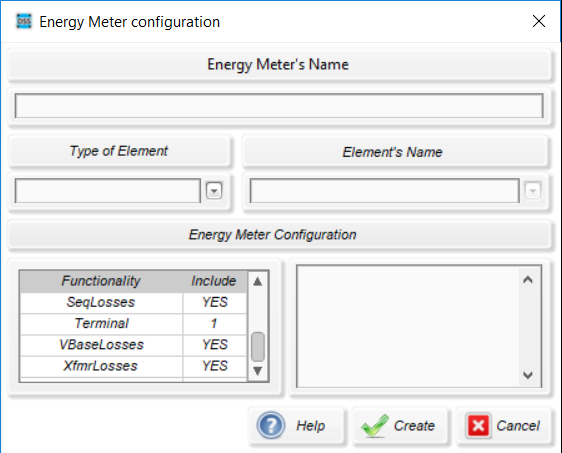 DSS Energy Meter configuration
Energy Meter's Name
Type of Element Element's Name
Energy Meter Configuration
Functionality Include
SeqLosses YES
Terminal 1
VBaseLosses YES
XfmrLosses YES
? Help Create Cancel